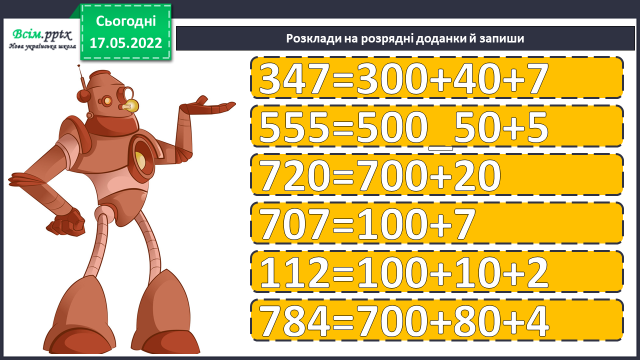 Всім.pptx
Нова українська школа
Сьогодні
17.05.2022
Розклади на розрядні доданки й запиши
347=300+40+7
555=500_50+5
720=700+20
707=100+7
112=100+10+2
784=700+80+4